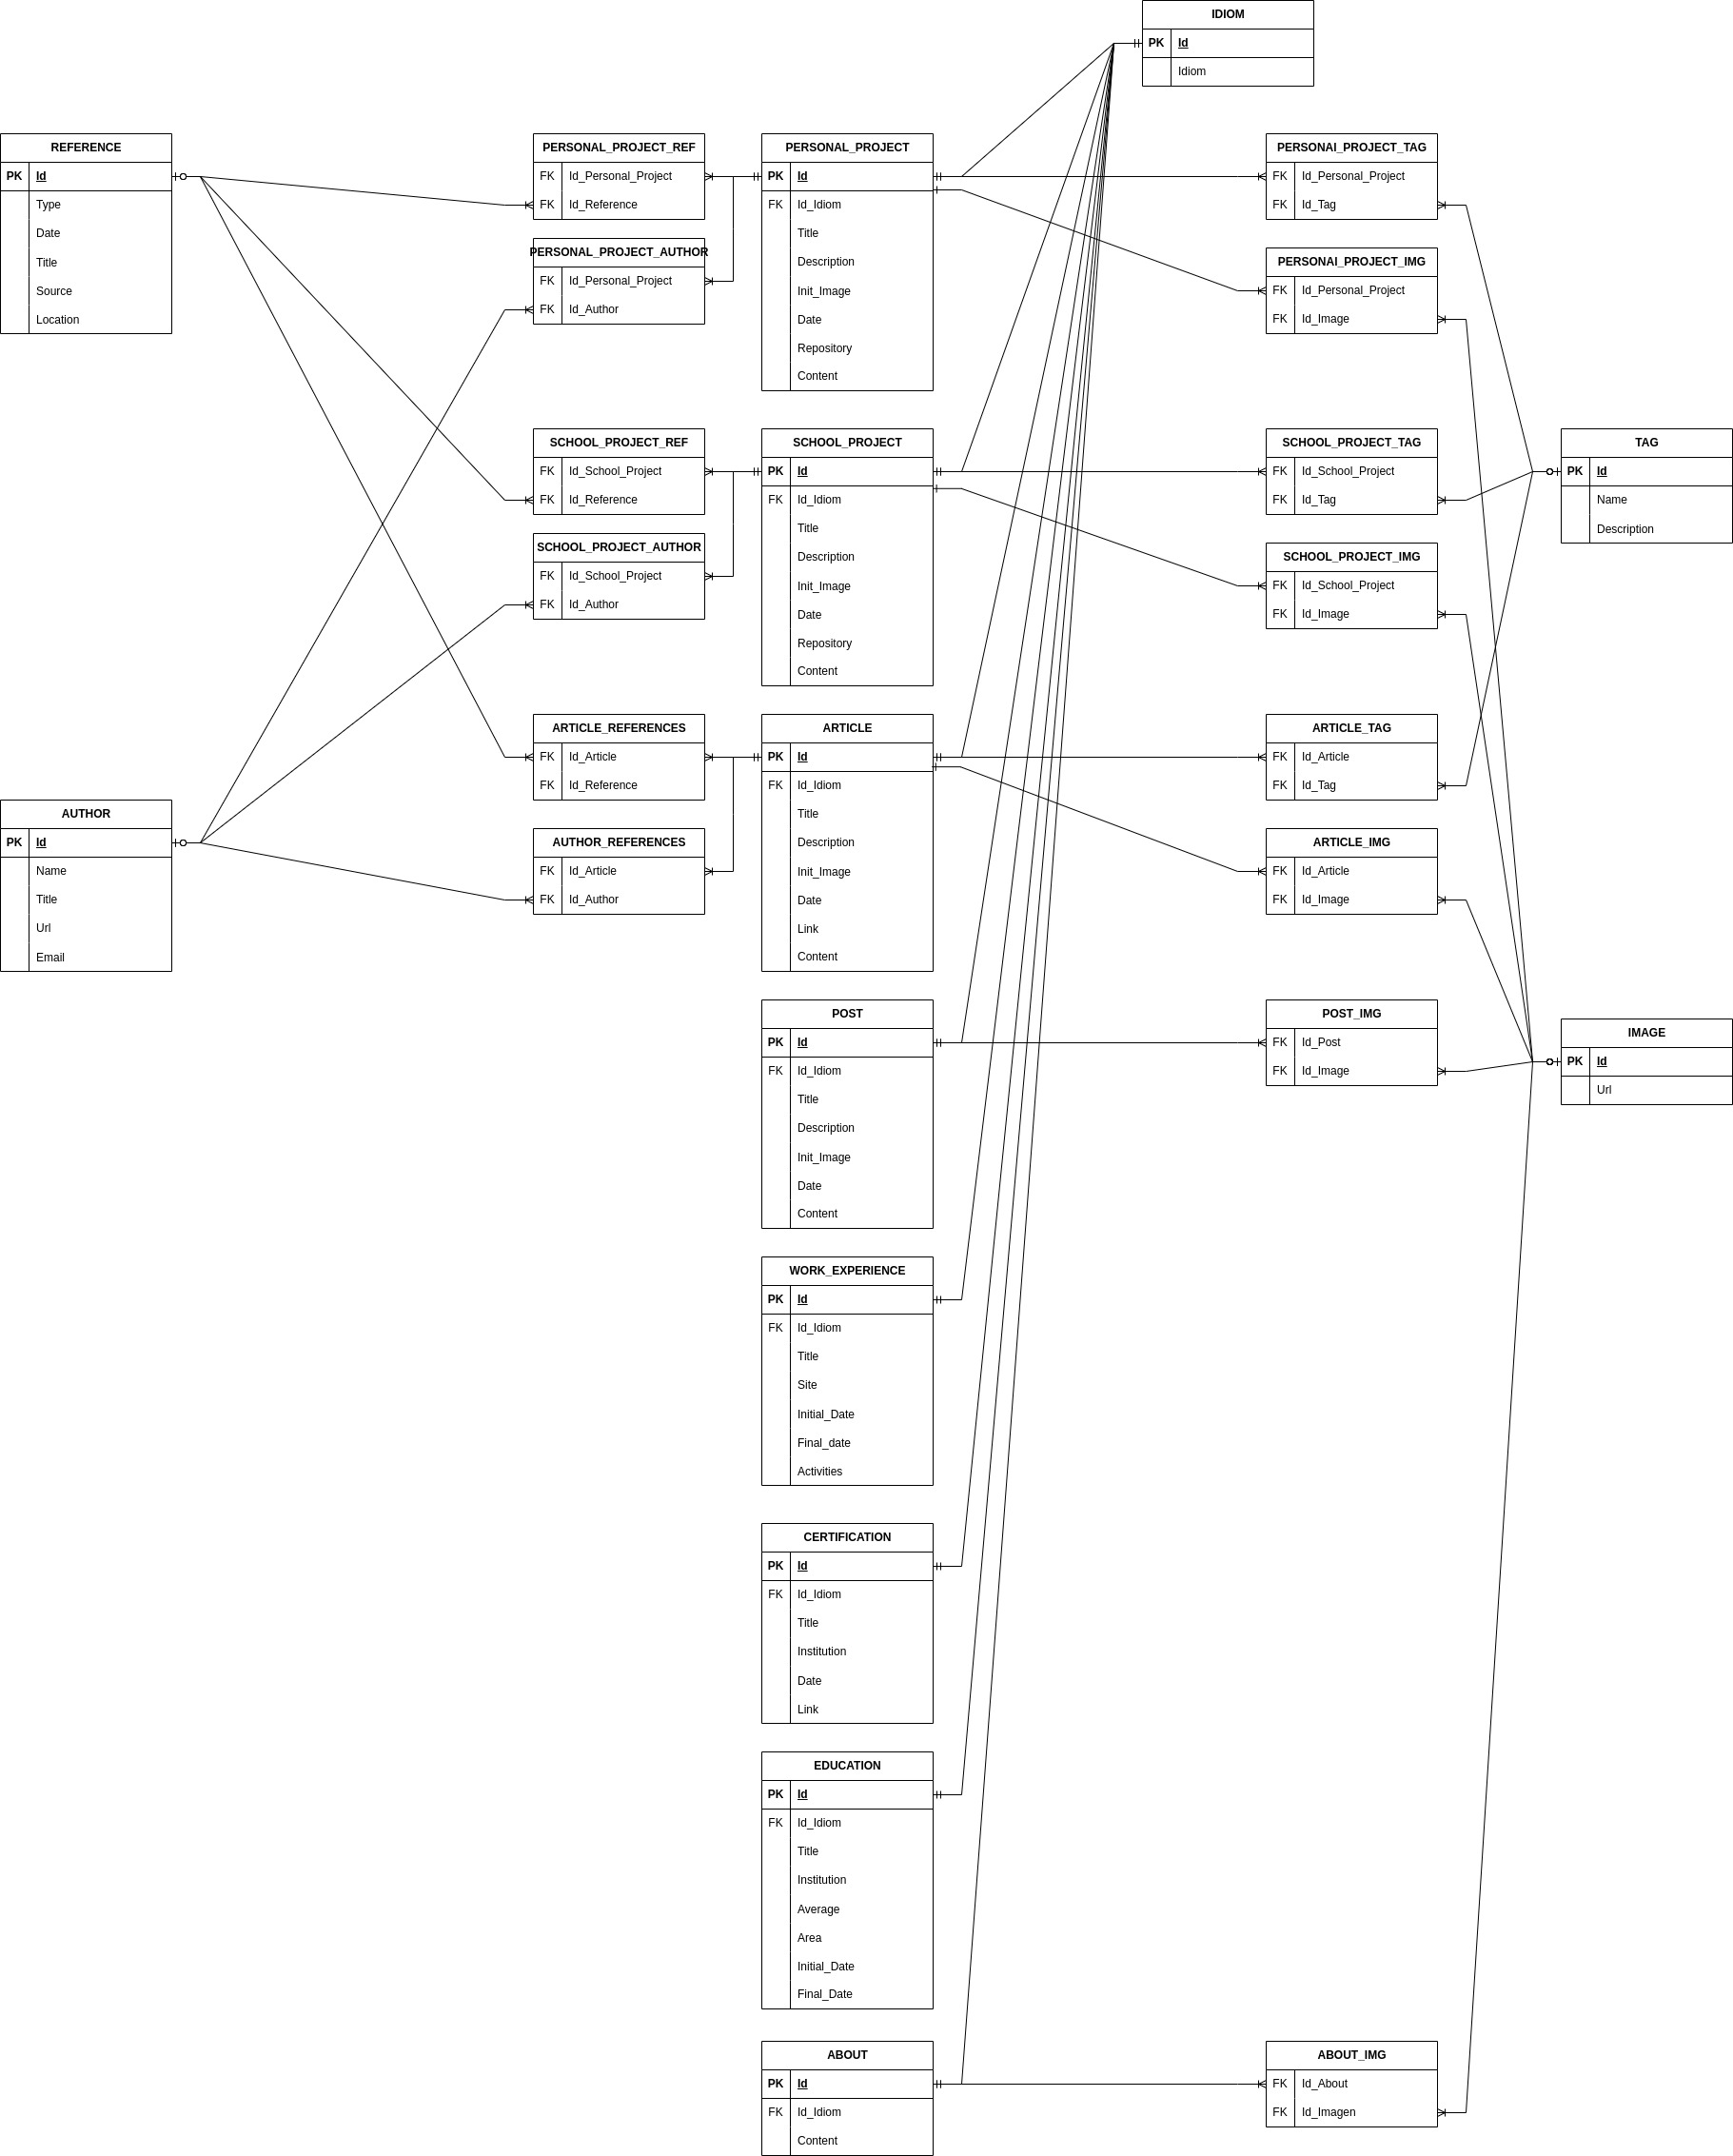 IDIOM
PK Id
Idiom
REFERENCE
PK Id
Type
Date
Title
Source
Location
PERSONAL_PROJECT_REF
FK Id_Personal_Project
FK Id_Reference
PERSONAL_PROJECT_AUTHOR
FK Id_Personal_Project
FK Id_Author
PERSONAL_PROJECT
PK Id
FK Id_Idiom
Title
Description
Init_Image
Date
Repository
Content
PERSONAl_PROJECT_TAG
FK Id_Personal_Project
FK Id_Tag
PERSONAl_PROJECT_IMG
FK Id_Personal_Project
FK Id_Image
SCHOOL_PROJECT_REF
FK Id_School_Project
FK Id_Reference
SCHOOL_PROJECT_AUTHOR
FK Id_School_Project
FK Id_Author
SCHOOL_PROJECT
PK Id
FK Id_Idiom
Title
Description
Init_Image
Date
Repository
Content
SCHOOL_PROJECT_TAG
FK Id_School_Project
FK Id_Tag
SCHOOL_PROJECT_IMG
FK Id_School_Project
FK Id_Image
TAG
PK Id
Name
Description
AUTHOR
PK Id
Name
Title
Url
Email
ARTICLE_REFERENCES
FK Id_Article
FK Id_Reference
AUTHOR_REFERENCES
FK Id_Article
FK Id_Author
ARTICLE
PK Id
FK Id_Idiom
Title
Description
Init_Image
Date
Link
Content
ARTICLE_TAG
FK Id_Article
FK Id_Tag
ARTICLE_IMG
FK Id_Article
FK Id_Image
POST
PK Id
FK Id_Idiom
Title
Description
Init_Image
Date
Content
POST_IMG
FK Id_Post
FK Id_Image
IMAGE
PK Id
Url
WORK_EXPERIENCE
PK Id
FK Id_Idiom
Title
Site
Initial_Date
Final_date
Activities
CERTIFICATION
PK Id
FK Id_Idiom
Title
Institution
Date
Link
EDUCATION
PK Id
FK Id_Idiom
Title
Institution
Average
Area
Initial_Date
Final_Date
ABOUT
PK Id
FK Id_Idiom
Content
ABOUT_IMG
FK Id_About
FK Id_Imagen